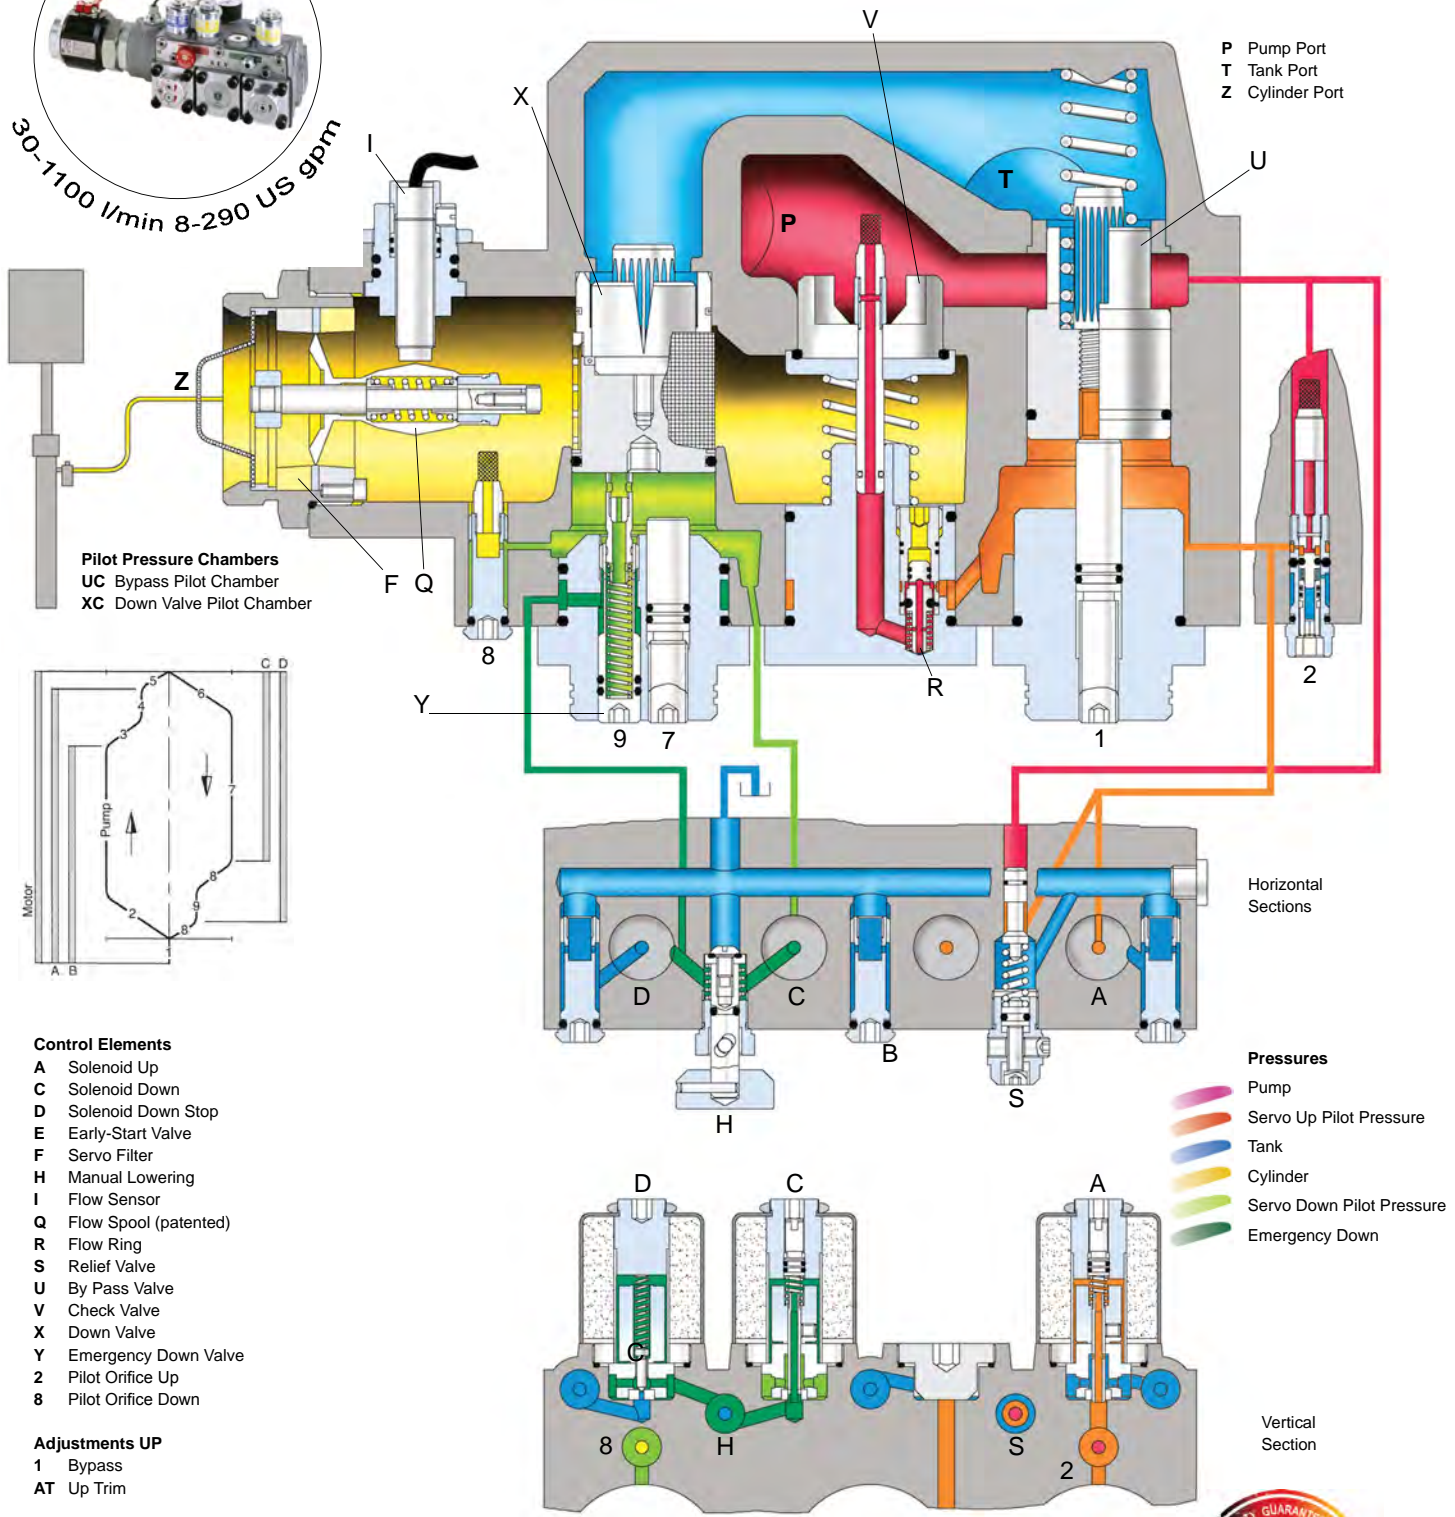 30-1100 l/min 8-290 US gpm
V
P Pump Port
T Tank Port
Z Cylinder Port
X
I
U
T
P
Z
Pilot Pressure Chambers
UC Bypass Pilot Chamber
XC Down Valve Pilot Chamber
F
Q
8
R
2
Y
9
7
1
C D
5
6
4
3
7
Pump
8
9
2
8
1
Motor
A B
Horizontal
Sections
D
C
A
B
S
H
Control Elements
A Solenoid Up
C Solenoid Down
D Solenoid Down Stop
E Early-Start Valve
F Servo Filter
H Manual Lowering
I Flow Sensor
Q Flow Spool (patented)
R Flow Ring
S Relief Valve
U By Pass Valve
V Check Valve
X Down Valve
Y Emergency Down Valve
2 Pilot Orifice Up
8 Pilot Orifice Down
Adjustments UP
1 Bypass
AT Up Trim
Pressures
Pump
Servo Up Pilot Pressure
Tank
Cylinder
Servo Down Pilot Pressure
Emergency Down
D
C
A
C
8
H
S
2
Vertical
Section